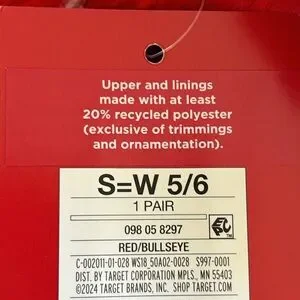 Upper and linings
made with at least
20% recycled polyester
(exclusive of trimmings
and ornamentation).
S=W 5/6
1 PAIR
098 05 8297
RED/BULLSEYE
C-002011-01-028 WS18 50A02-0028 S997-0001
DIST. BY TARGET CORPORATION MPLS., MN 55403
©2024 TARGET BRANDS, INC. SHOP TARGET.COM